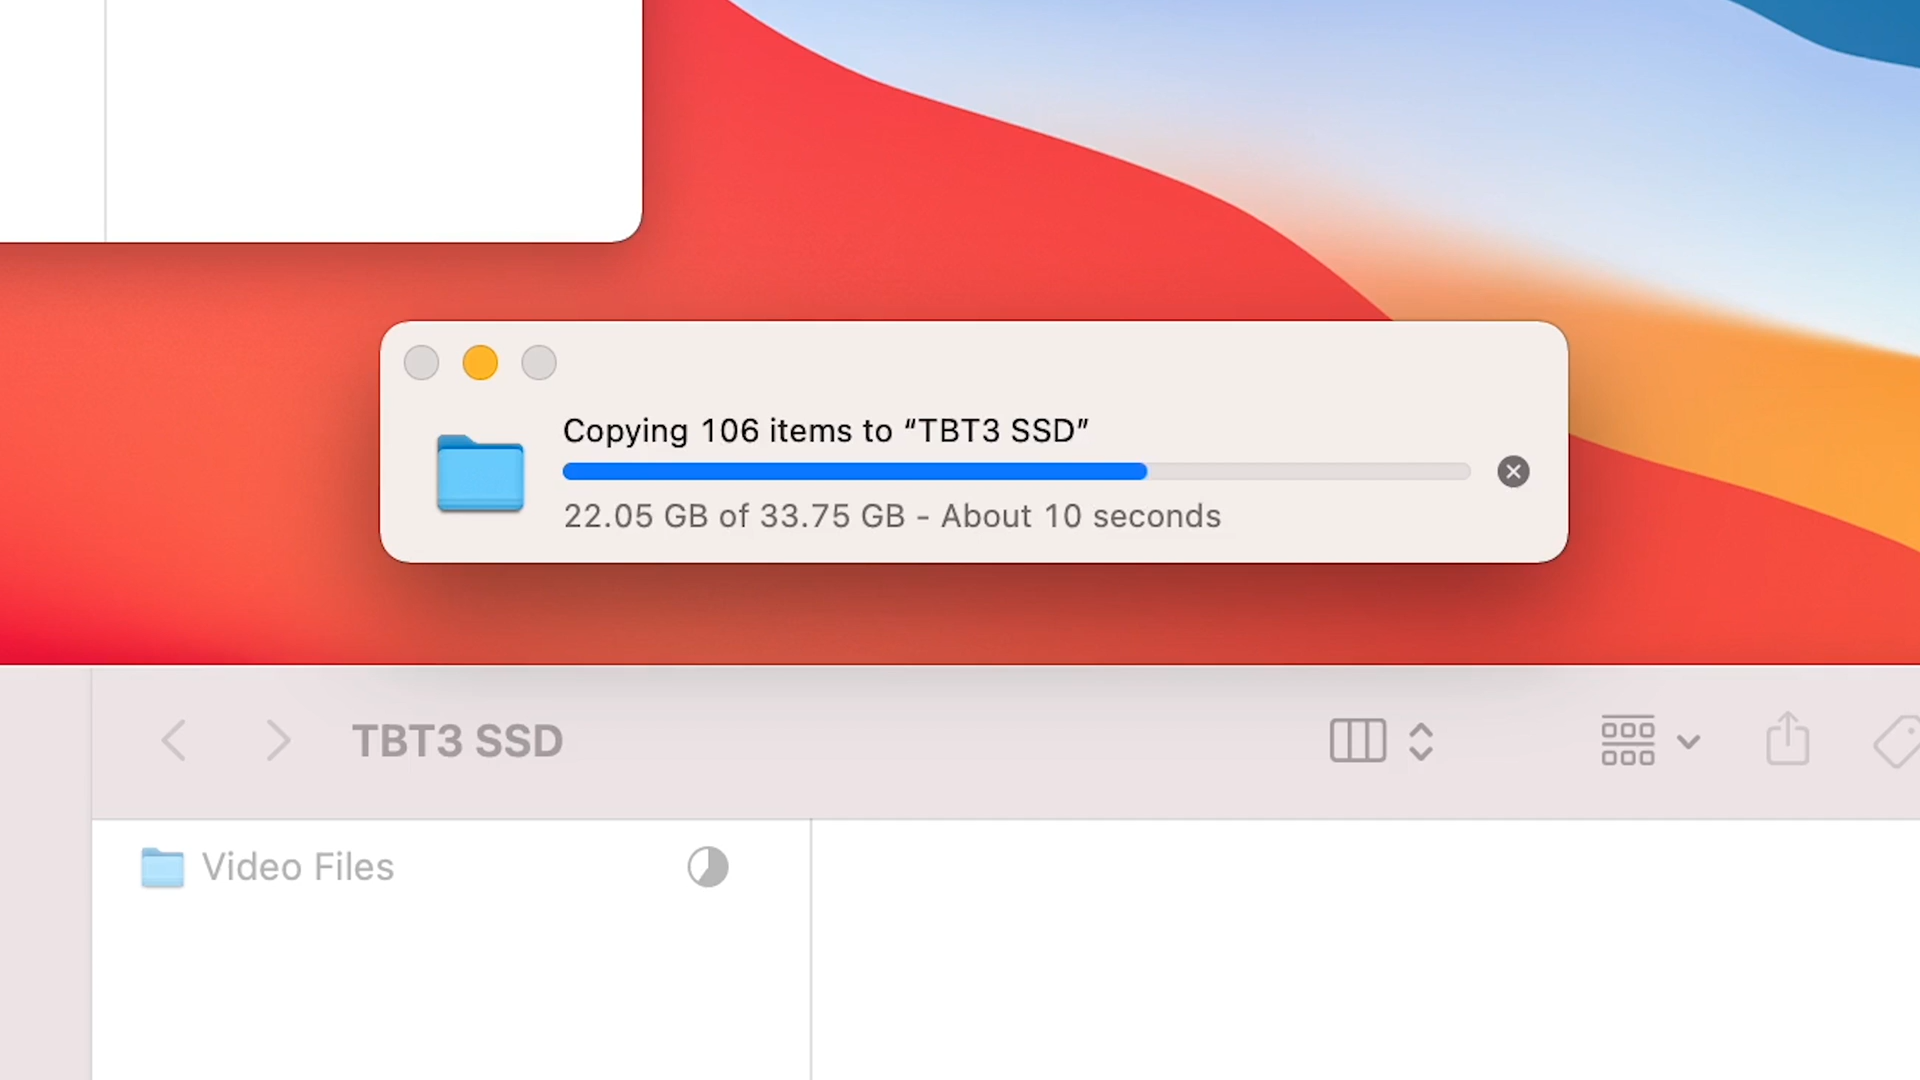 Copying 106 items to “TBT3 SSD”
22.05 GB of 33.75 GB - About 10 seconds
TBT3 SSD
Video Files